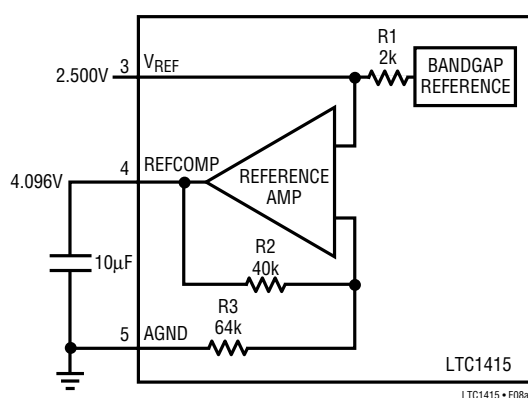 R1
2k
BANDGAP
REFERENCE
3
VREF
2.500V
4
REFCOMP
4.096V
REFERENCE
AMP
10µF
R2
40k
R3
64k
5
AGND
LTC1415
LTC1415 • F08a